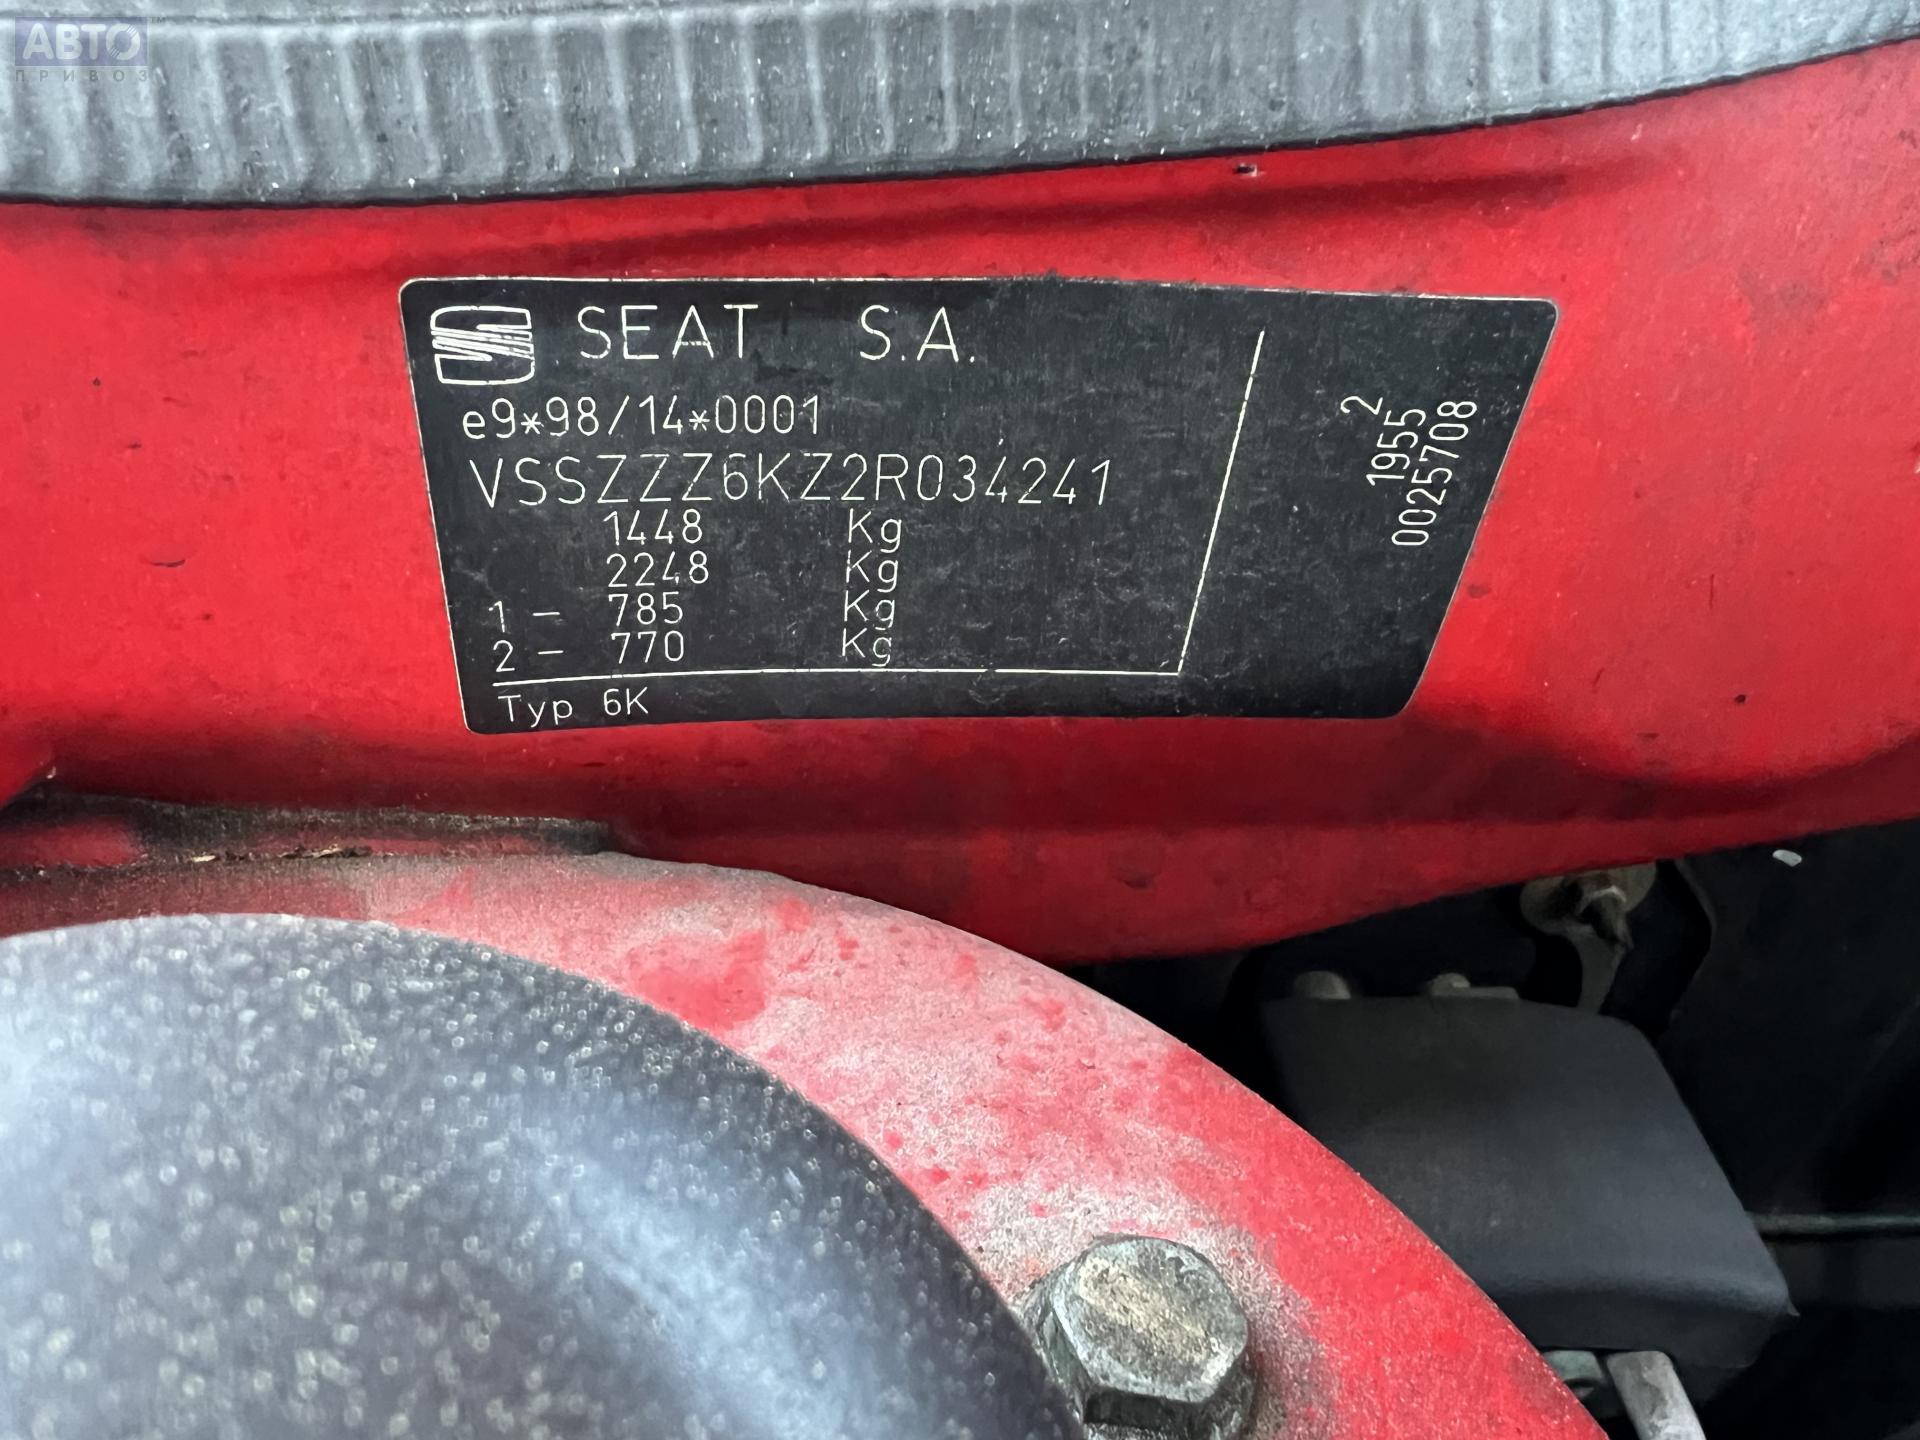 АВТО
ПРИВОЗ
SEAT S.A.
e9*98/14*0001
VSSZZZ6KZ2R034241
1448 Kg
2248 Kg
1 - 785 Kg
2 - 770 Kg
Typ 6K
2
1955
0025708